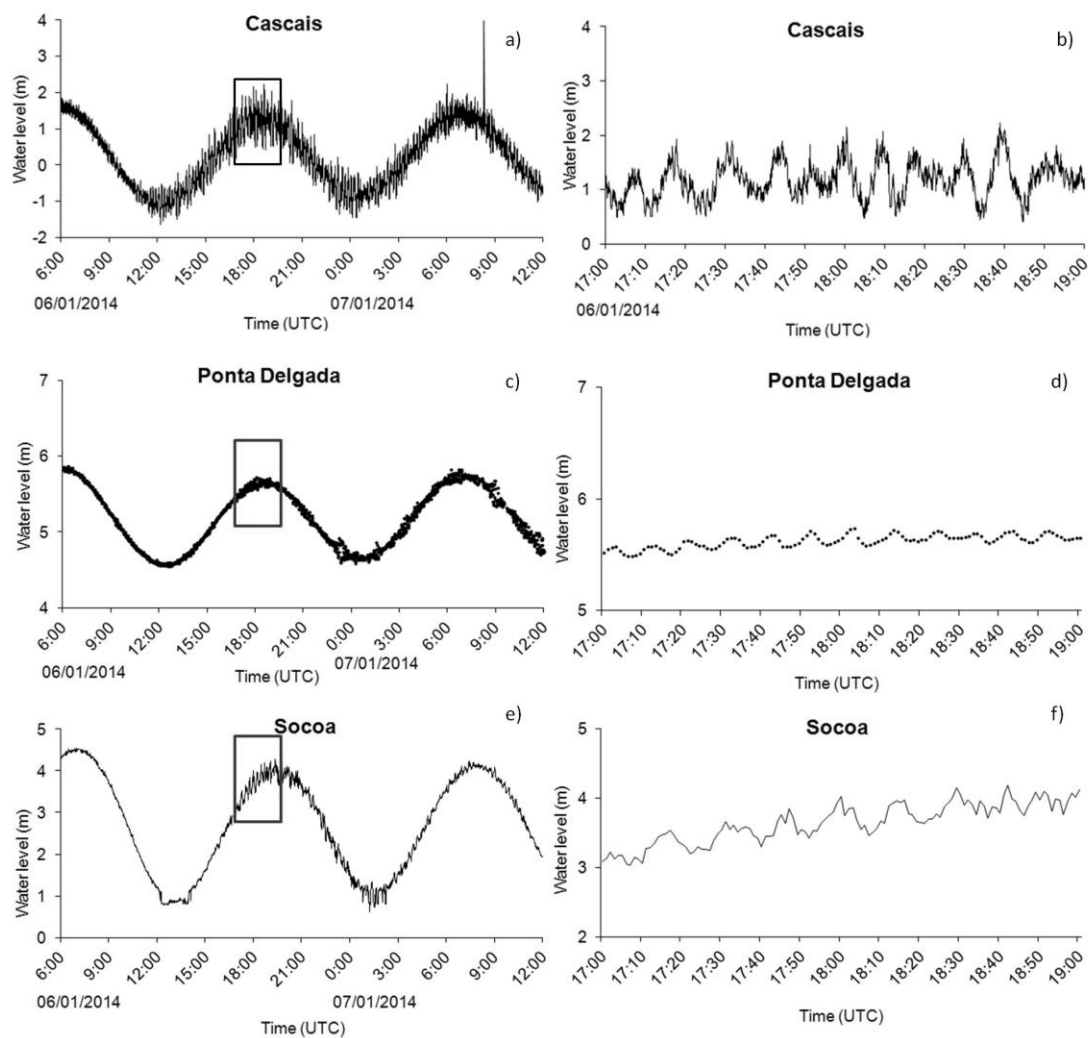 Cascais
a)
Water level (m)
4
3
2
1
0
-1
-2
6:00 9:00 12:00 15:00 18:00 21:00 0:00 3:00 6:00 9:00 12:00
06/01/2014 07/01/2014
Time (UTC)
Cascais
b)
Water level (m)
4
3
2
1
0
17:00 17:10 17:20 17:30 17:40 17:50 18:00 18:10 18:20 18:30 18:40 18:50 19:00
06/01/2014
Time (UTC)
Ponta Delgada
c)
Water level (m)
7
6
5
4
6:00 9:00 12:00 15:00 18:00 21:00 0:00 3:00 6:00 9:00 12:00
06/01/2014 07/01/2014
Time (UTC)
Ponta Delgada
d)
Water level (m)
7
6
5
17:00 17:10 17:20 17:30 17:40 17:50 18:00 18:10 18:20 18:30 18:40 18:50 19:00
Time (UTC)
Socoa
e)
Water level (m)
5
4
3
2
1
0
6:00 9:00 12:00 15:00 18:00 21:00 0:00 3:00 6:00 9:00 12:00
06/01/2014 07/01/2014
Time (UTC)
Socoa
f)
Water level (m)
5
4
3
2
17:00 17:10 17:20 17:30 17:40 17:50 18:00 18:10 18:20 18:30 18:40 18:50 19:00
Time (UTC)